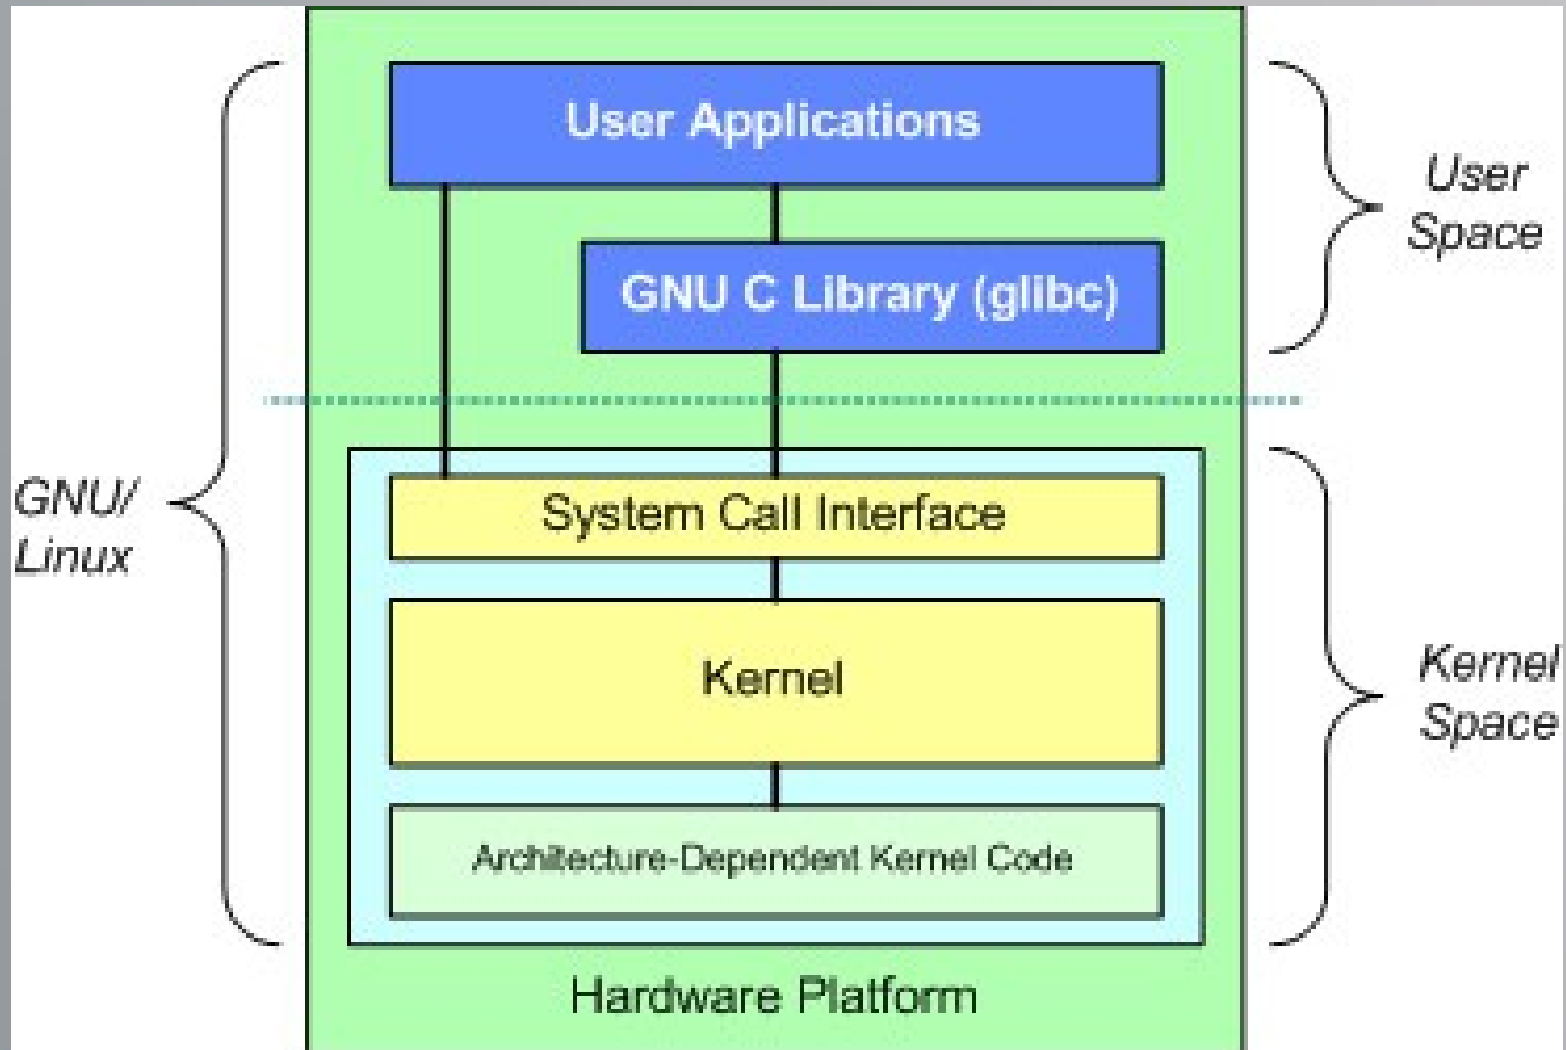 User Applications
GNU C Library (glibc)
User
Space
GNU/
Linux
System Call Interface
Kernel
Architecture-Dependent Kernel Code
Kernel
Space
Hardware Platform